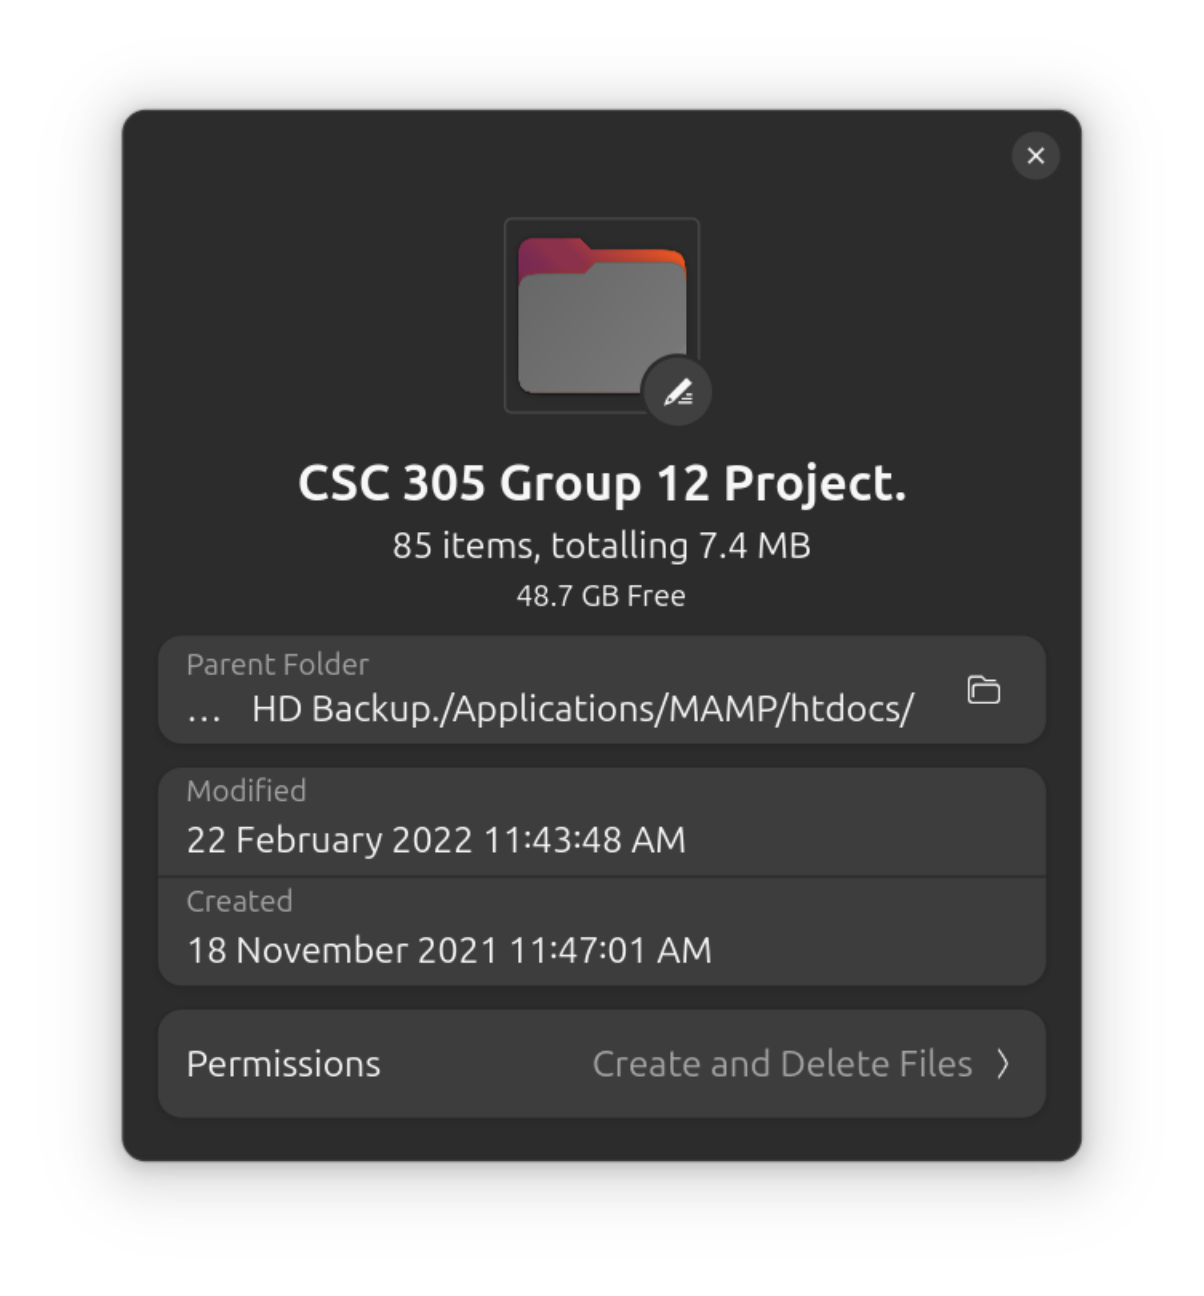 CSC 305 Group 12 Project.
85 items, totalling 7.4 MB
48.7 GB Free
Parent Folder
... HD Backup./Applications/MAMP/htdocs/
Modified
22 February 2022 11:43:48 AM
Created
18 November 2021 11:47:01 AM
Permissions Create and Delete Files